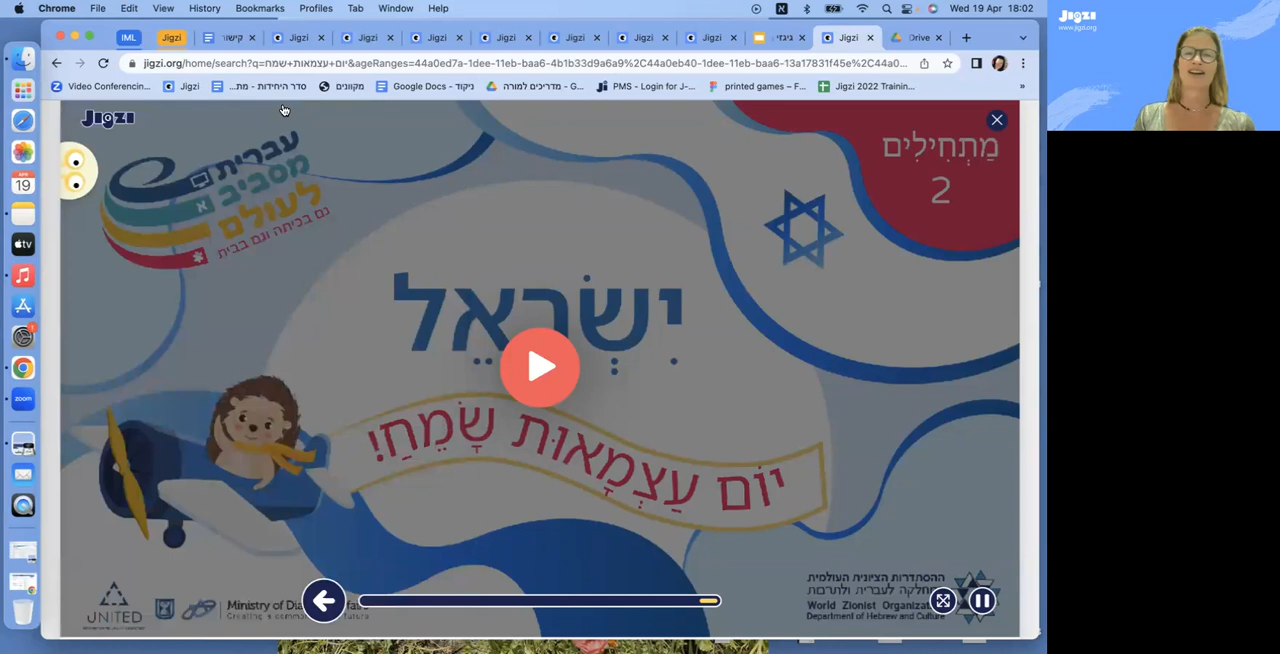 Chrome File Edit View History Bookmarks Profiles Tab Window Help
Wed 19 Apr 18:02
IML Jigzi קישור Jigzi Jigzi Jigzi Jigzi Jigzi Jigzi Jigzi גיגזי Jigzi Drive
jigzi.org/home/search?q=יום+עצמאות+שמח&ageRanges=44a0ed7a-1dee-11eb-baa6-4b1b33d9a6a9%2C44a0eb40-1dee-11eb-baa6-13a17831f45e%2C44a0...
Video Conferencin... Jigzi סדר היחידות - מת... מקוונים Google Docs - ניקוד מדריכים למורה - G... PMS - Login for J-... printed games – F... Jigzi 2022 Trainin... »
APR
19
tv
zoom
Jigzi
www.jigzi.org
Jigzi
עברית
מסביב
לעולם
גם בכיתה וגם בבית
מַתְחִילִים
2
יִשְׂרָאֵל
יוֹם עַצְמָאוּת שָׂמֵחַ!
UNITED
Ministry of
ההסתדרות הציונית העולמית
World Zionist
Department of Hebrew and Culture